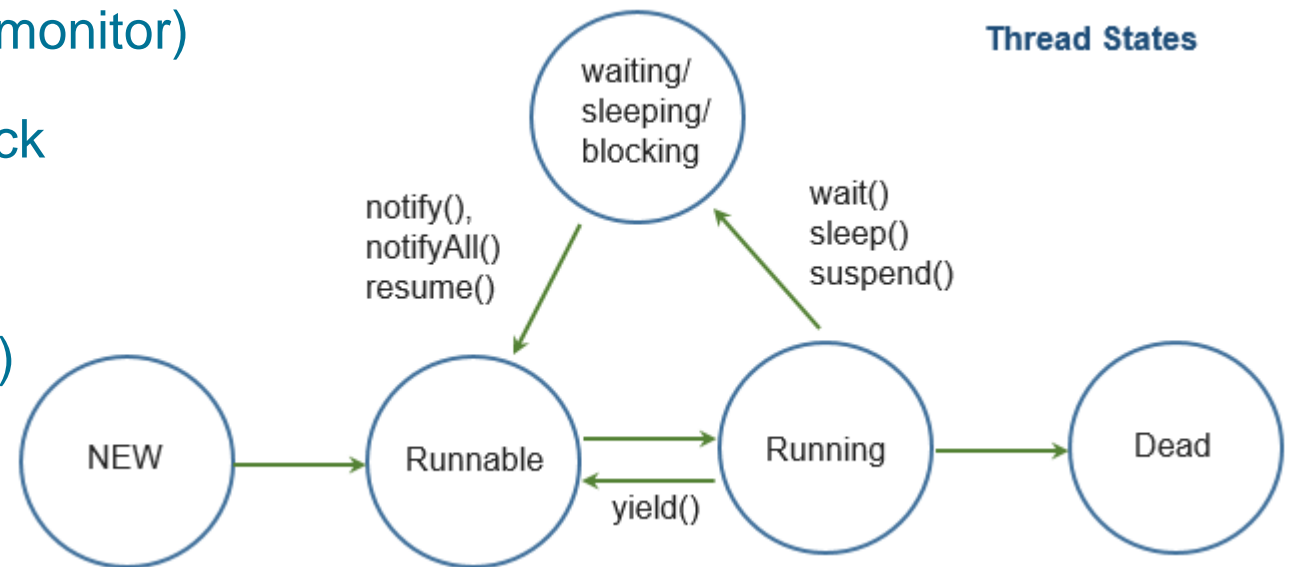 monitor)
ck
)
Thread States
waiting/
sleeping/
blocking
notify(),
notifyAll()
resume()
wait()
sleep()
suspend()
NEW
Runnable
Running
Dead
yield()